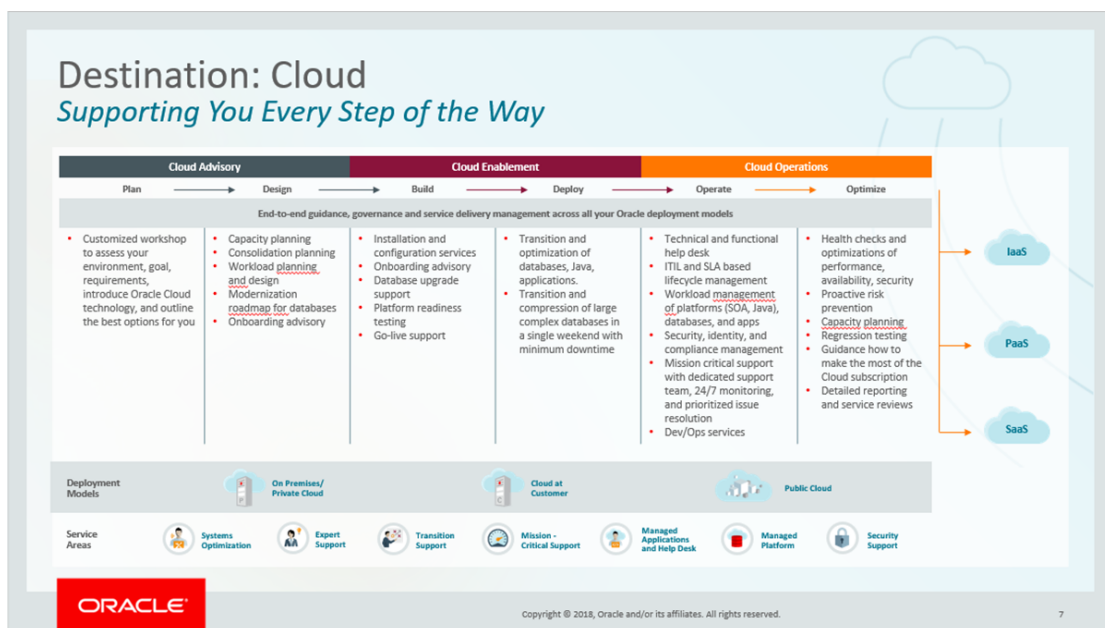 Destination: Cloud
Supporting You Every Step of the Way
Cloud Advisory
Cloud Enablement
Cloud Operations
Plan
Design
Build
Deploy
Operate
Optimize
End-to-end guidance, governance and service delivery management across all your Oracle deployment models
• Customized workshop
to assess your
environment, goal,
requirements,
introduce Oracle Cloud
technology, and outline
the best options for you
• Capacity planning
• Consolidation planning
• Workload planning
and design
• Modernization
roadmap for databases
• Onboarding advisory
• Installation and
configuration services
• Onboarding advisory
• Database upgrade
support
• Platform readiness
testing
• Go-live support
• Transition and
optimization of
databases, Java,
applications.
• Transition and
compression of large
complex databases in
a single weekend with
minimum downtime
• Technical and functional
help desk
• ITIL and SLA based
lifecycle management
• Workload management
of platforms (SOA, Java),
databases, and apps
• Security, identity, and
compliance management
• Mission critical support
with dedicated support
team, 24/7 monitoring,
and prioritized issue
resolution
• Dev/Ops services
• Health checks and
optimizations of
performance,
availability, security
• Proactive risk
prevention
• Capacity planning
• Regression testing
• Guidance how to
make the most of the
Cloud subscription
• Detailed reporting
and service reviews
IaaS
PaaS
SaaS
Deployment
Models
P
On Premises/
Private Cloud
C
Cloud at
Customer
Public Cloud
Service
Areas
Systems
Optimization
Expert
Support
Transition
Support
Mission -
Critical Support
Managed
Applications
and Help Desk
Managed
Platform
Security
Support
ORACLE®
Copyright © 2018, Oracle and/or its affiliates. All rights reserved.
7